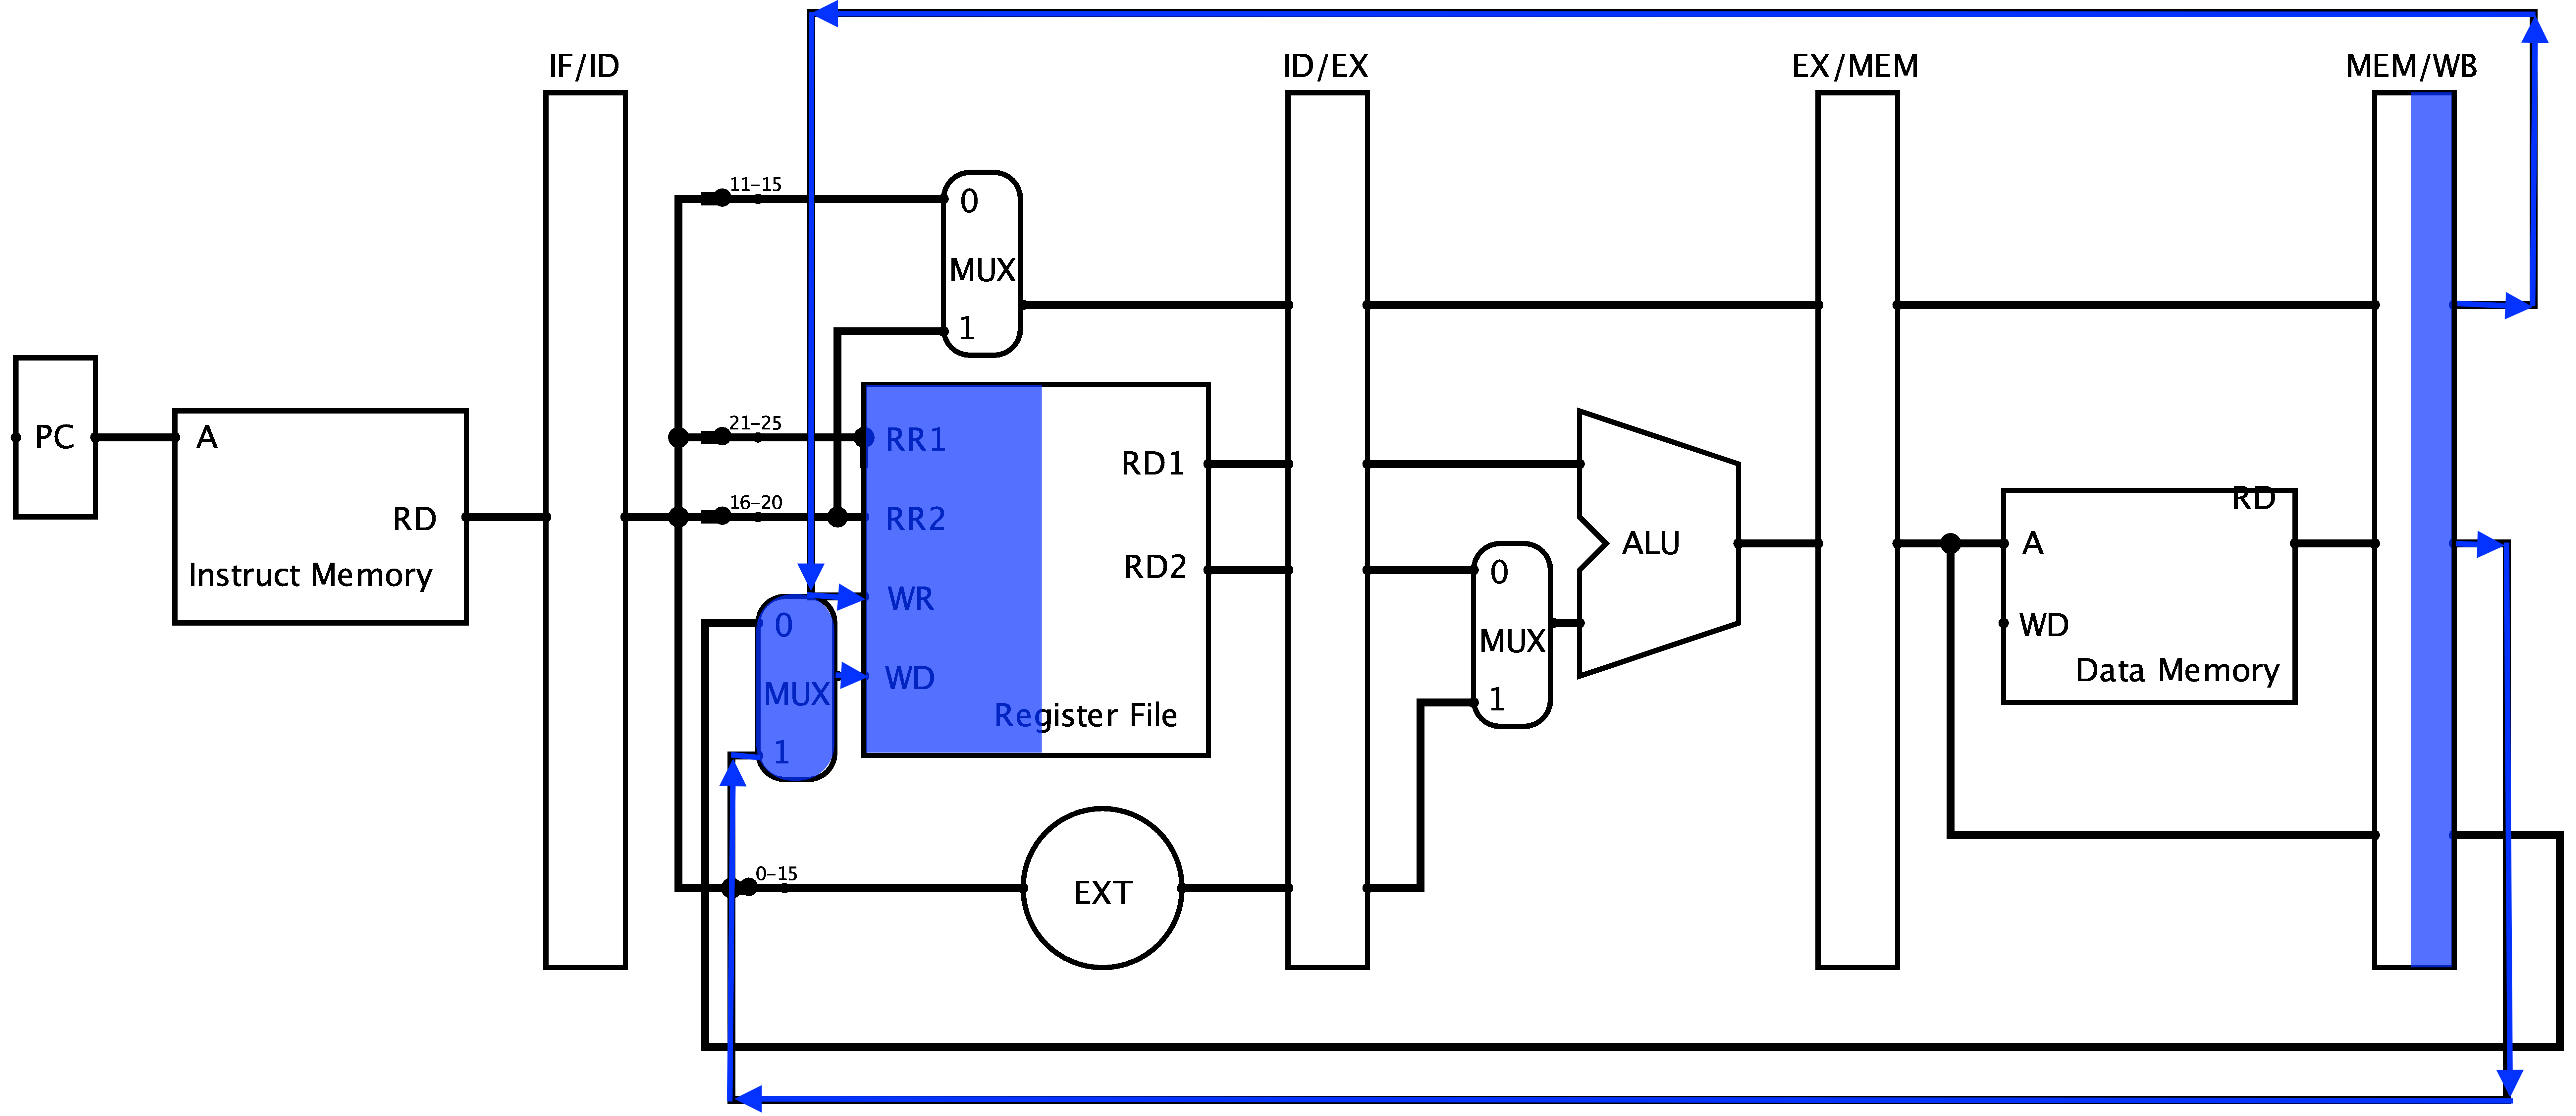 IF/ID
ID/EX
EX/MEM
MEM/WB
11-15
0
MUX
1
PC
A
RD
Instruct Memory
21-25
16-20
RR1
RR2
WR
WD
RD1
RD2
Register File
0
MUX
1
0-15
EXT
0
MUX
1
ALU
RD
A
WD
Data Memory